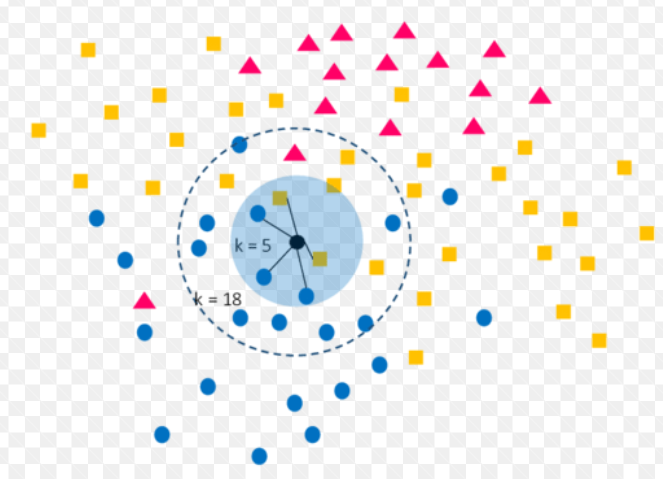 k = 5
k = 18